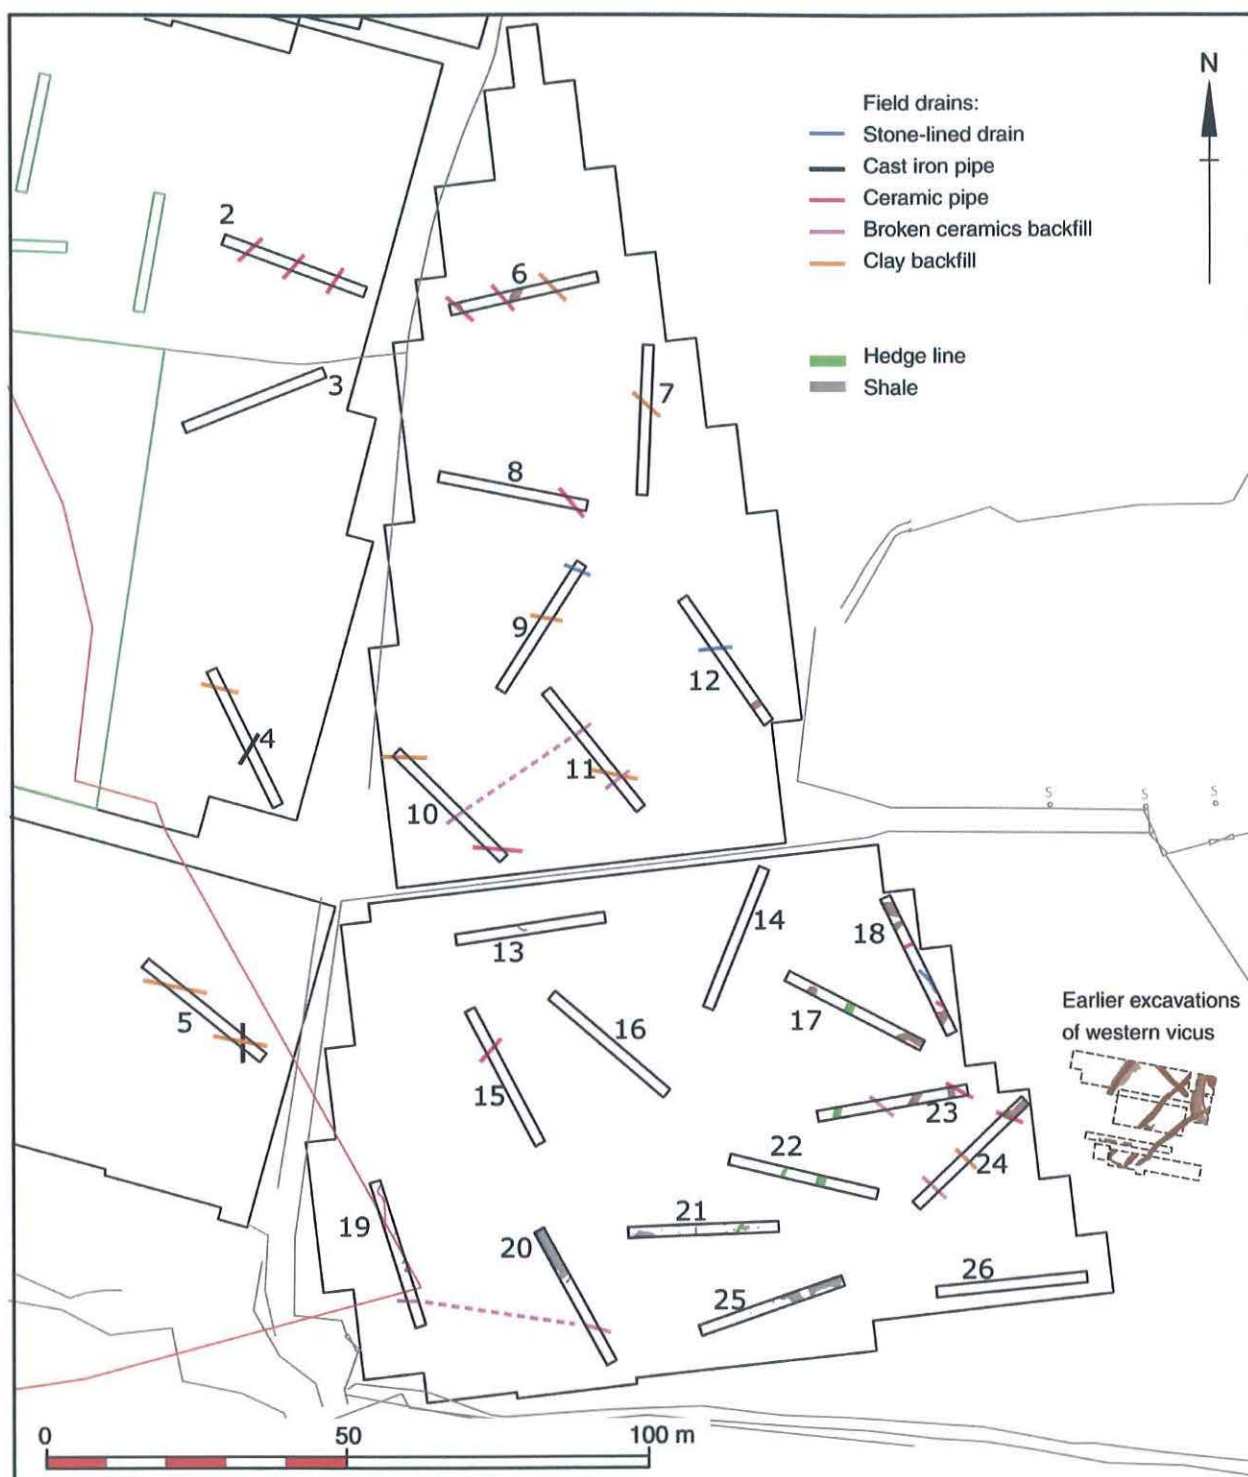 N
Field drains:
Stone-lined drain
Cast iron pipe
Ceramic pipe
Broken ceramics backfill
Clay backfill
Hedge line
Shale
2
6
3
7
8
9
12
4
11
10
S
S
S
14
13
18
Earlier excavations
of western vicus
17
16
5
15
23
22
24
21
19
20
26
25
0
50
100 m